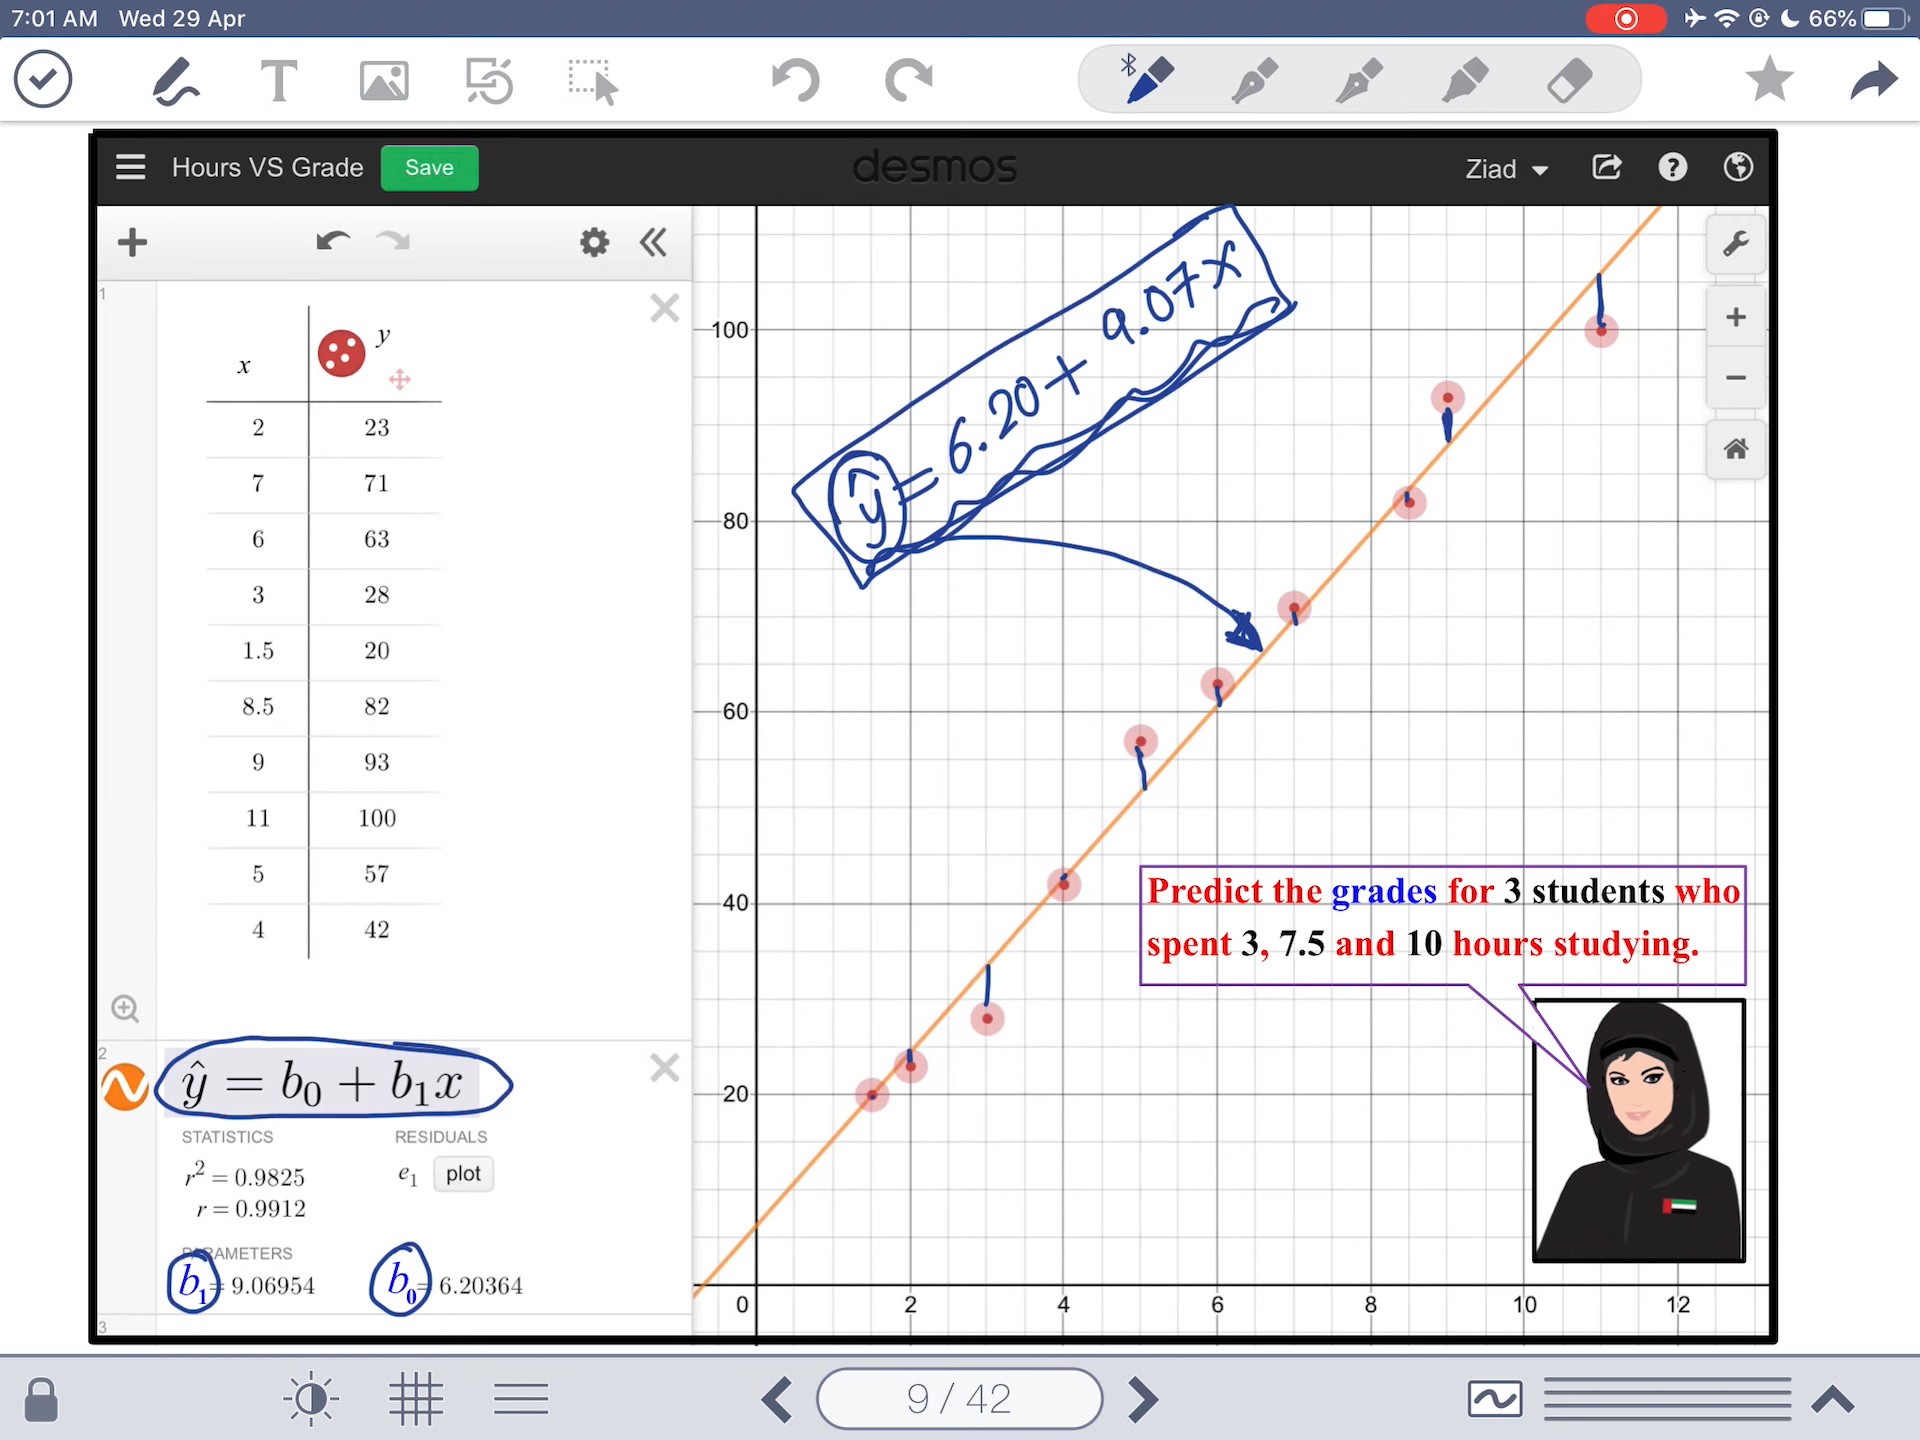 7:01 AM Wed 29 Apr
66%
T
Hours VS Grade
Save
desmos
Ziad
?
1
x y
2 23
7 71
6 63
3 28
1.5 20
8.5 82
9 93
11 100
5 57
4 42
2
ŷ = b₀ + b₁x
STATISTICS RESIDUALS
r² = 0.9825 e₁ plot
r = 0.9912
PARAMETERS
b₁ = 9.06954 b₀ = 6.20364
3
ŷ = 6.20 + 9.07x
100
80
60
40
20
0 2 4 6 8 10 12
Predict the grades for 3 students who
spent 3, 7.5 and 10 hours studying.
9 / 42